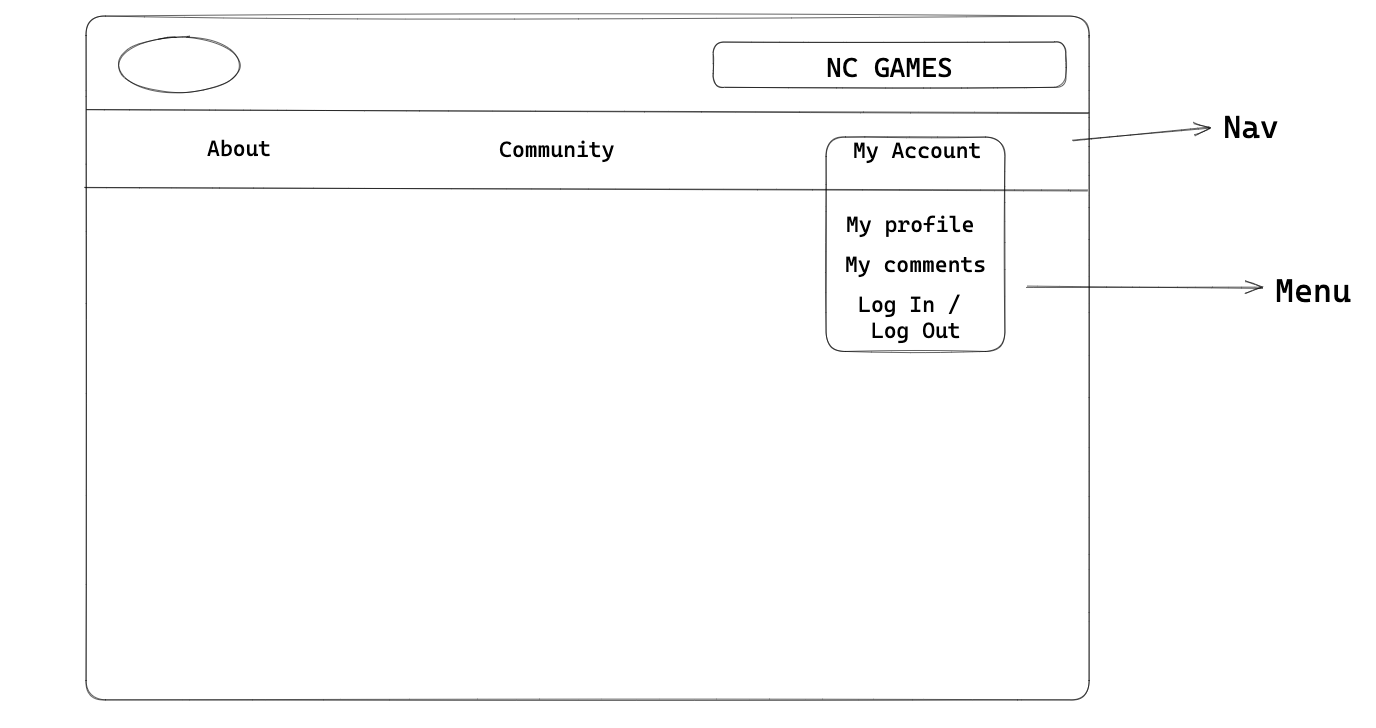 NC GAMES
Nav
About
Community
My Account
My profile
My comments
Menu
Log In /
Log Out